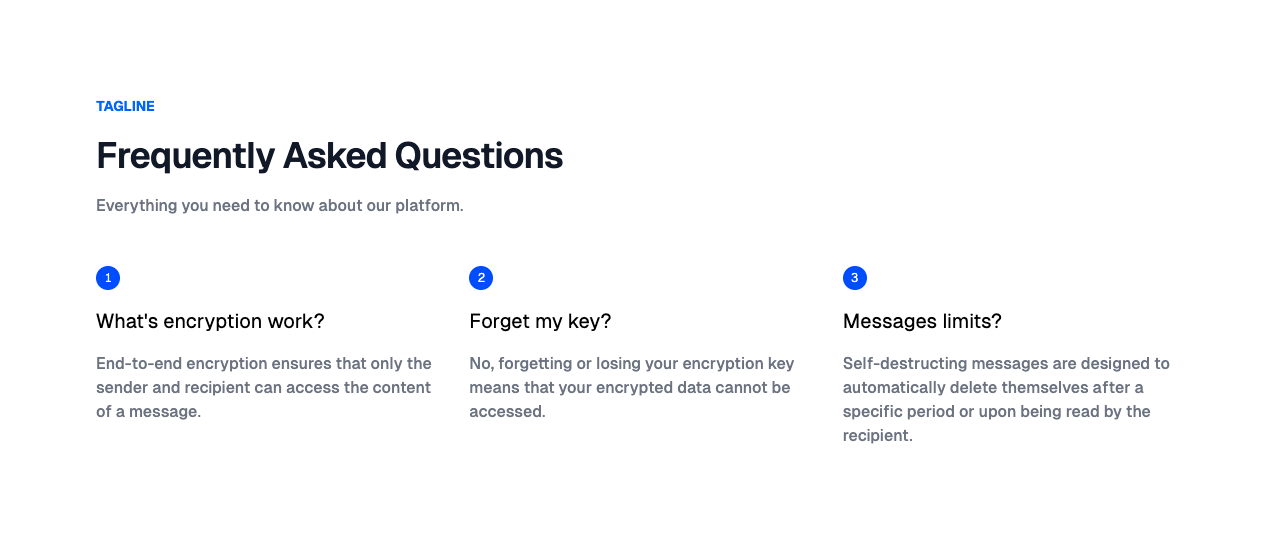 TAGLINE
Frequently Asked Questions
Everything you need to know about our platform.
1
What's encryption work?
End-to-end encryption ensures that only the
sender and recipient can access the content
of a message.
2
Forget my key?
No, forgetting or losing your encryption key
means that your encrypted data cannot be
accessed.
3
Messages limits?
Self-destructing messages are designed to
automatically delete themselves after a
specific period or upon being read by the
recipient.